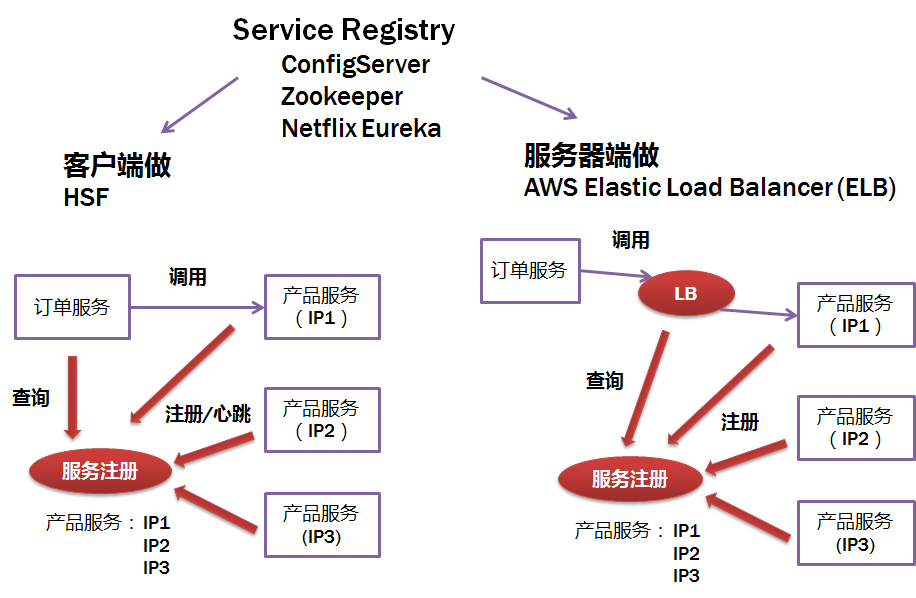 Service Registry
ConfigServer
Zookeeper
Netflix Eureka
客户端做
HSF
调用
订单服务
产品服务
（IP1）
查询
注册/心跳
产品服务
（IP2）
服务注册
产品服务
(IP3)
产品服务：IP1
IP2
IP3
服务器端做
AWS Elastic Load Balancer (ELB)
调用
订单服务
LB
产品服务
（IP1）
查询
注册
产品服务
（IP2）
服务注册
产品服务
(IP3)
产品服务：IP1
IP2
IP3